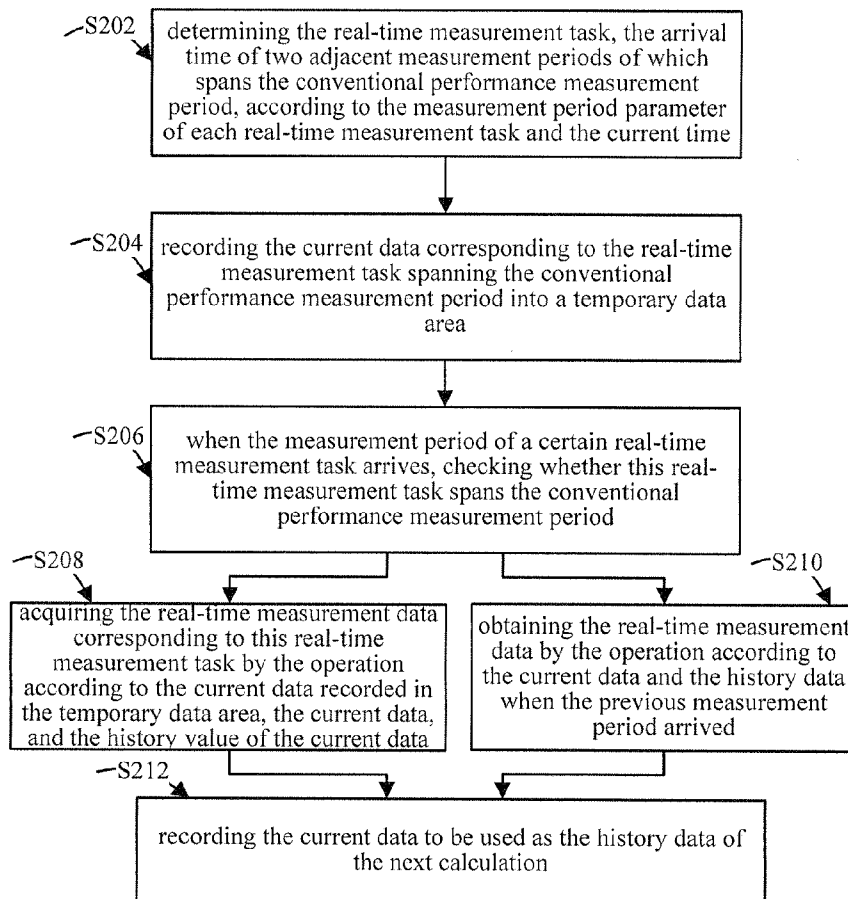 S202
determining the real-time measurement task, the arrival
time of two adjacent measurement periods of which
spans the conventional performance measurement
period, according to the measurement period parameter
of each real-time measurement task and the current time
S204
recording the current data corresponding to the real-time
measurement task spanning the conventional
performance measurement period into a temporary data
area
S206
when the measurement period of a certain real-time
measurement task arrives, checking whether this real-
time measurement task spans the conventional
performance measurement period
S208
acquiring the real-time measurement data
corresponding to this real-time
measurement task by the operation
according to the current data recorded in
the temporary data area, the current data,
and the history value of the current data
S210
obtaining the real-time measurement
data by the operation according to
the current data and the history data
when the previous measurement
period arrived
S212
recording the current data to be used as the history data of
the next calculation